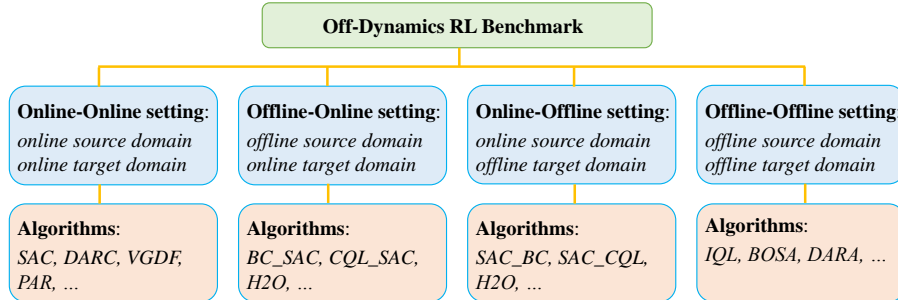 Off-Dynamics RL Benchmark
Online-Online setting:
online source domain
online target domain
Offline-Online setting:
offline source domain
online target domain
Online-Offline setting:
online source domain
offline target domain
Offline-Offline setting:
offline source domain
offline target domain
Algorithms:
SAC, DARC, VGDF,
PAR, ...
Algorithms:
BC_SAC, CQL_SAC,
H2O, ...
Algorithms:
SAC_BC, SAC_CQL,
H2O, ...
Algorithms:
IQL, BOSA, DARA, ...